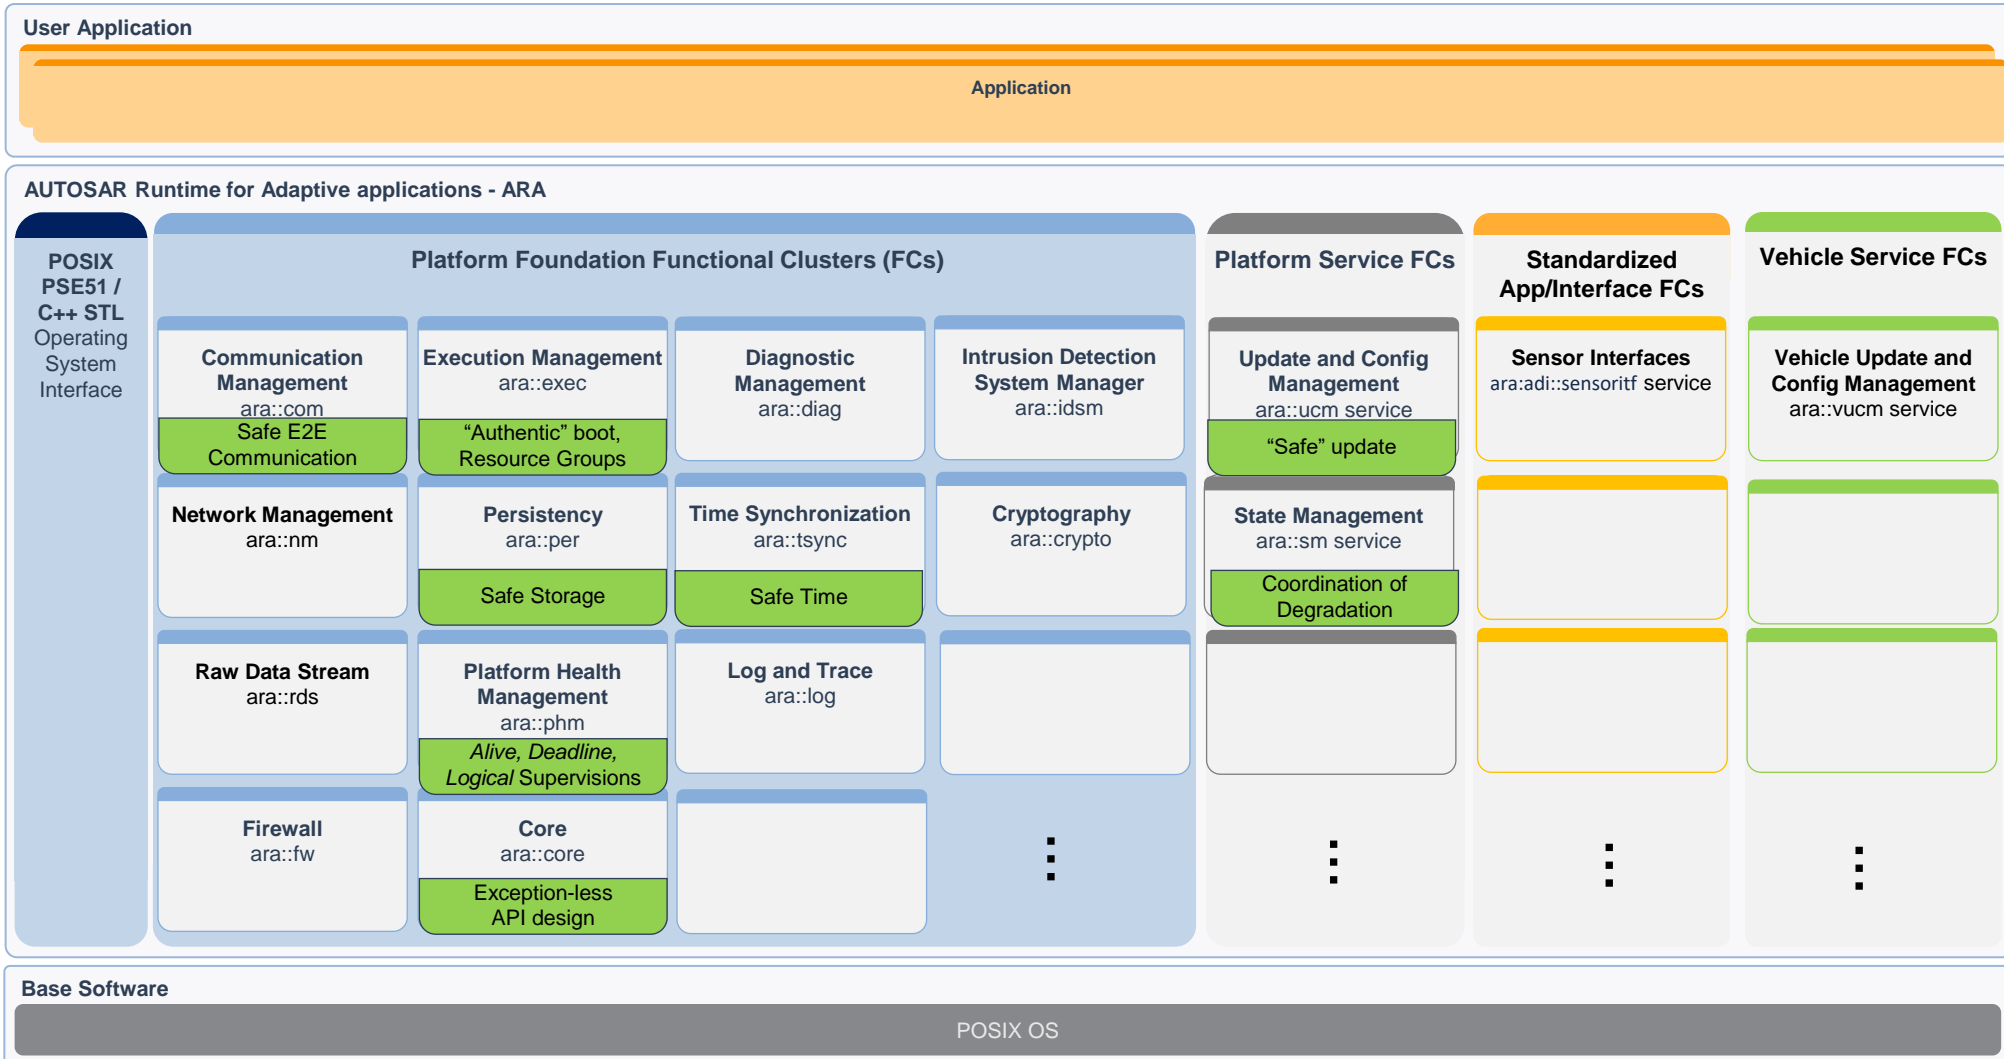 User Application
Application
AUTOSAR Runtime for Adaptive applications - ARA
POSIX
PSE51 /
C++ STL
Operating
System
Interface
Platform Foundation Functional Clusters (FCs)
Communication
Management
ara::com
Safe E2E
Communication
Execution Management
ara::exec
“Authentic” boot,
Resource Groups
Diagnostic
Management
ara::diag
Intrusion Detection
System Manager
ara::idsm
Network Management
ara::nm
Persistency
ara::per
Safe Storage
Time Synchronization
ara::tsync
Safe Time
Cryptography
ara::crypto
Raw Data Stream
ara::rds
Platform Health
Management
ara::phm
Alive, Deadline,
Logical Supervisions
Log and Trace
ara::log
Firewall
ara::fw
Core
ara::core
Exception-less
API design
Platform Service FCs
Update and Config
Management
ara::ucm service
“Safe” update
State Management
ara::sm service
Coordination of
Degradation
Standardized
App/Interface FCs
Sensor Interfaces
ara:adi::sensoritf service
Vehicle Service FCs
Vehicle Update and
Config Management
ara::vucm service
Base Software
POSIX OS